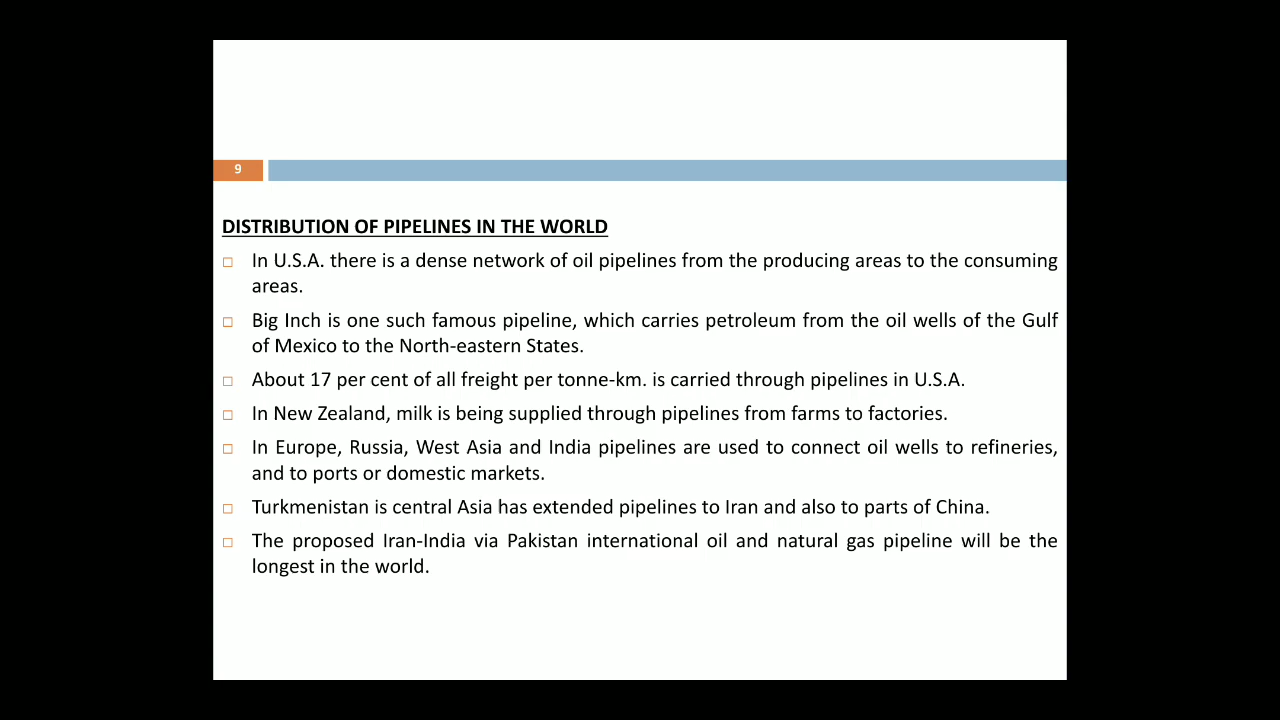 9
DISTRIBUTION OF PIPELINES IN THE WORLD
In U.S.A. there is a dense network of oil pipelines from the producing areas to the consuming
areas.
Big Inch is one such famous pipeline, which carries petroleum from the oil wells of the Gulf
of Mexico to the North-eastern States.
About 17 per cent of all freight per tonne-km. is carried through pipelines in U.S.A.
In New Zealand, milk is being supplied through pipelines from farms to factories.
In Europe, Russia, West Asia and India pipelines are used to connect oil wells to refineries,
and to ports or domestic markets.
Turkmenistan is central Asia has extended pipelines to Iran and also to parts of China.
The proposed Iran-India via Pakistan international oil and natural gas pipeline will be the
longest in the world.